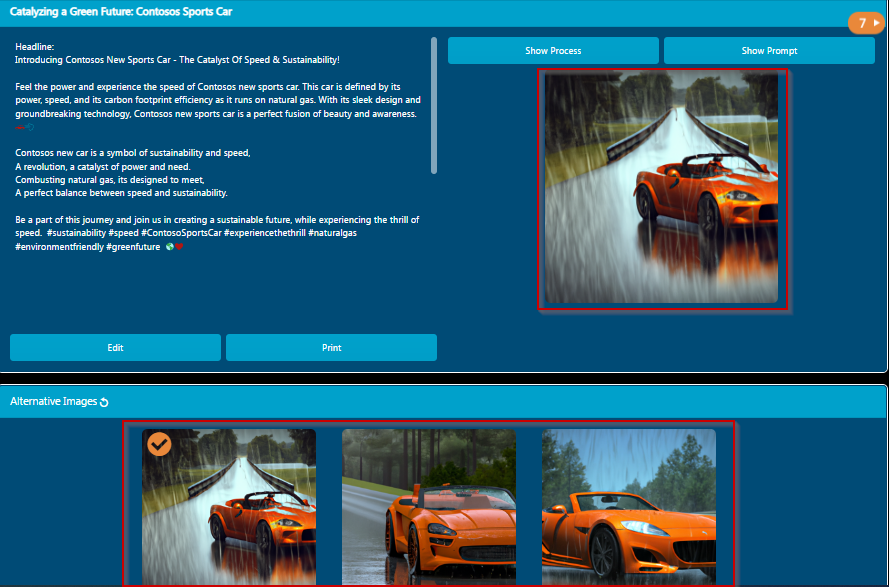 Catalyzing a Green Future: Contosos Sports Car
7
Headline:
Introducing Contosos New Sports Car - The Catalyst Of Speed & Sustainability!
Feel the power and experience the speed of Contosos new sports car. This car is defined by its
power, speed, and its carbon footprint efficiency as it runs on natural gas. With its sleek design and
groundbreaking technology, Contosos new sports car is a perfect fusion of beauty and awareness.
Contosos new car is a symbol of sustainability and speed,
A revolution, a catalyst of power and need.
Combusting natural gas, its designed to meet,
A perfect balance between speed and sustainability.
Be a part of this journey and join us in creating a sustainable future, while experiencing the thrill of
speed. #sustainability #speed #ContosoSportsCar #experiencethethrill #naturalgas
#environmentfriendly #greenfuture
Show Process
Show Prompt
Edit
Print
Alternative Images